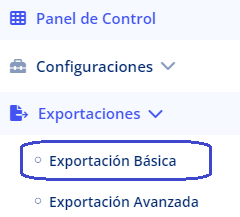 Panel de Control
Configuraciones
Exportaciones
Exportación Básica
Exportación Avanzada